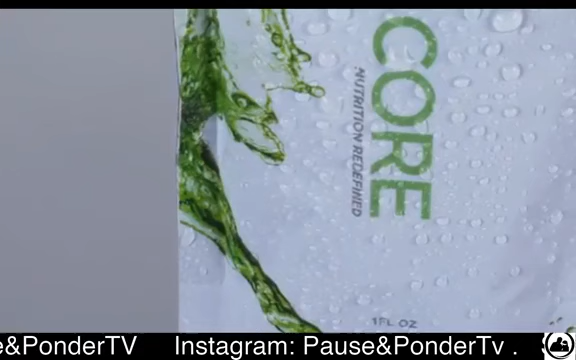 CORE
NUTRITION REDEFINED
1FL OZ
e&PonderTV Instagram: Pause&PonderTv .